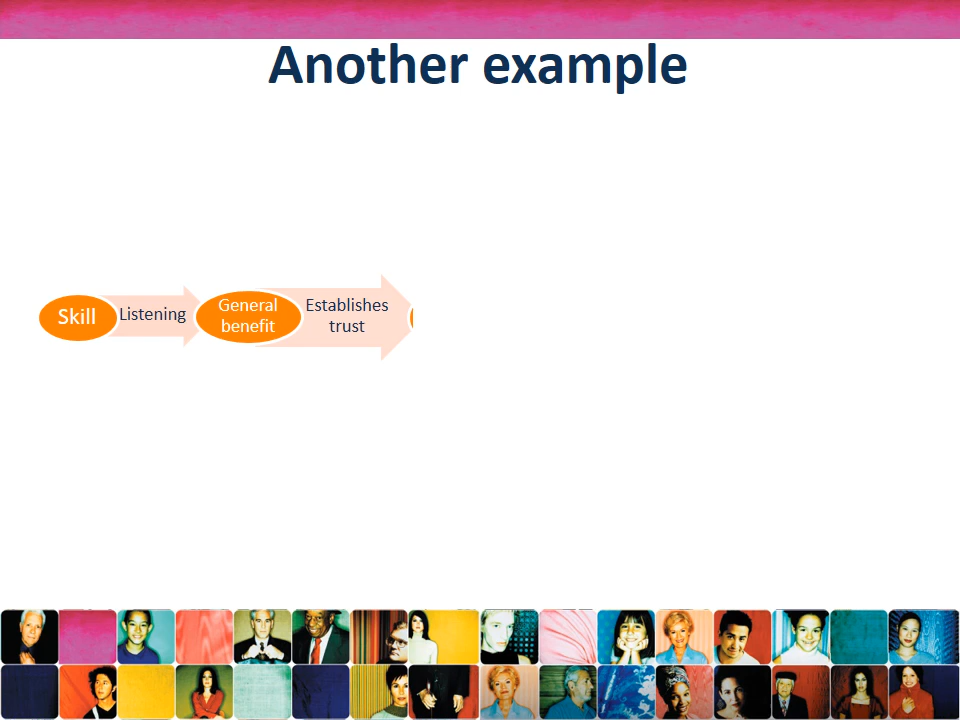 Another example
Skill
Listening
General
benefit
Establishes
trust